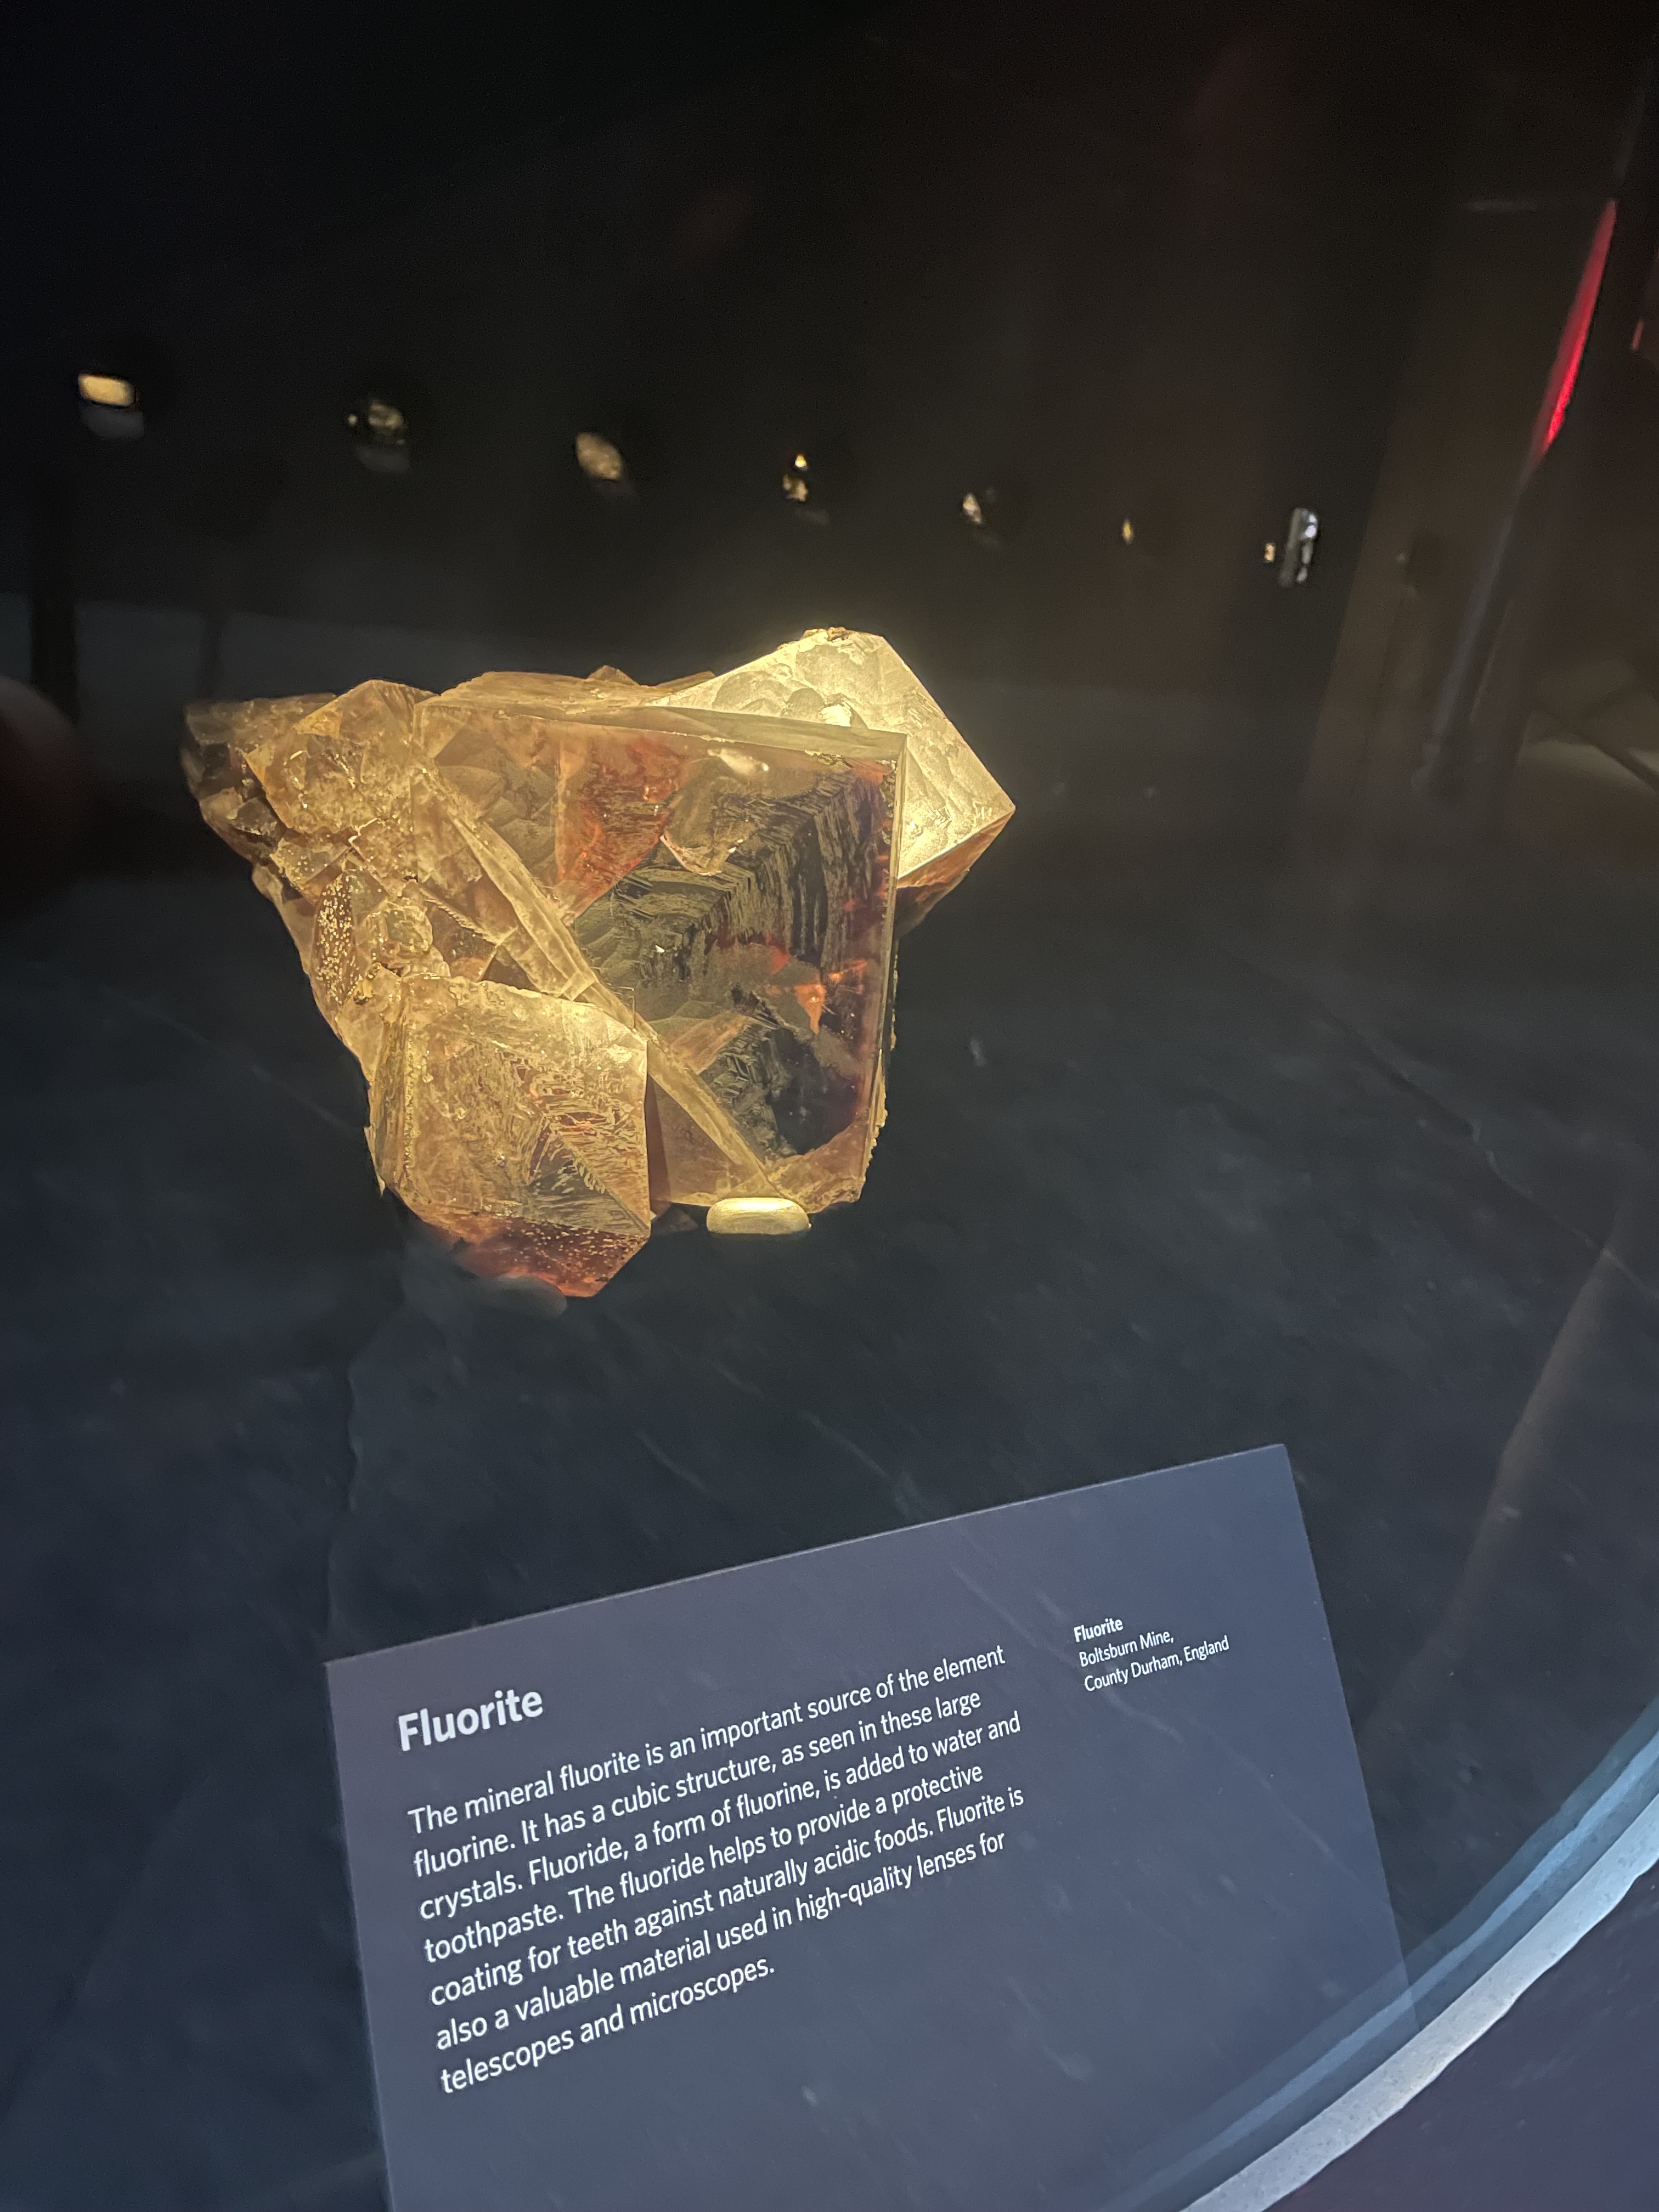 Fluorite
The mineral fluorite is an important source of the element
fluorine. It has a cubic structure, as seen in these large
crystals. Fluoride, a form of fluorine, is added to water and
toothpaste. The fluoride helps to provide a protective
coating for teeth against naturally acidic foods. Fluorite is
also a valuable material used in high-quality lenses for
telescopes and microscopes.
Fluorite
Boltsburn Mine,
County Durham, England